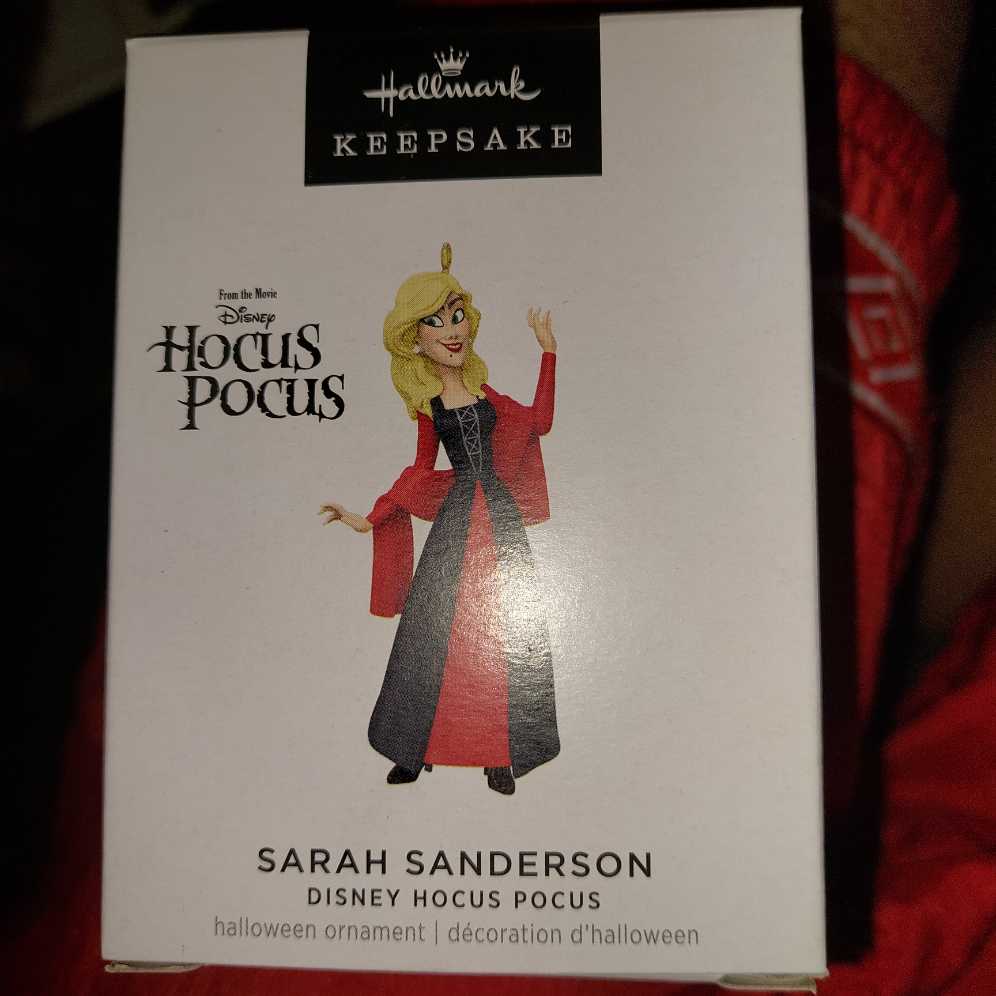 Hallmark
KEEPSAKE
From the Movie
Disney
HOCUS
POCUS
SARAH SANDERSON
DISNEY HOCUS POCUS
halloween ornament | décoration d'halloween